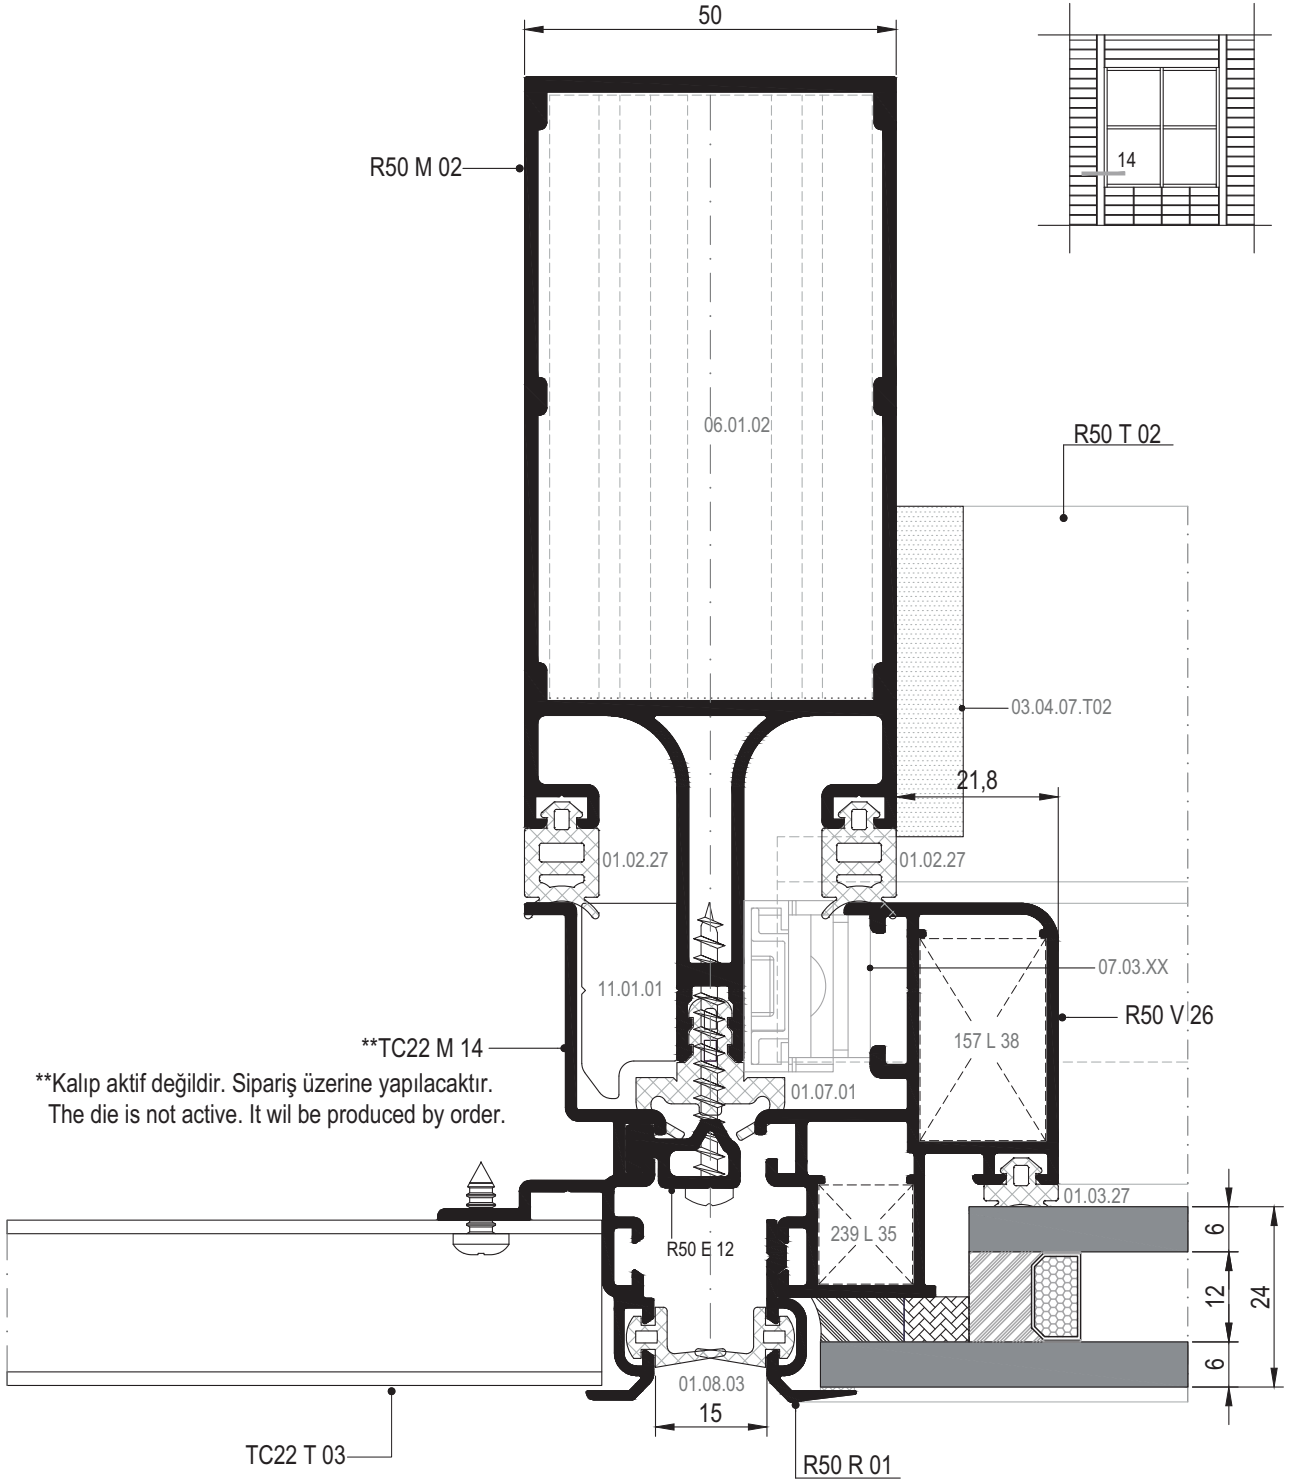 50
14
R50 M 02
06.01.02
R50 T 02
03.04.07.T02
21,8
01.02.27
01.02.27
07.03.XX
11.01.01
R50 V 26
157 L 38
**TC22 M 14
**Kalıp aktif değildir. Sipariş üzerine yapılacaktır.
The die is not active. It wil be produced by order.
01.07.01
01.03.27
6
239 L 35
R50 E 12
12
24
6
01.08.03
15
TC22 T 03
R50 R 01